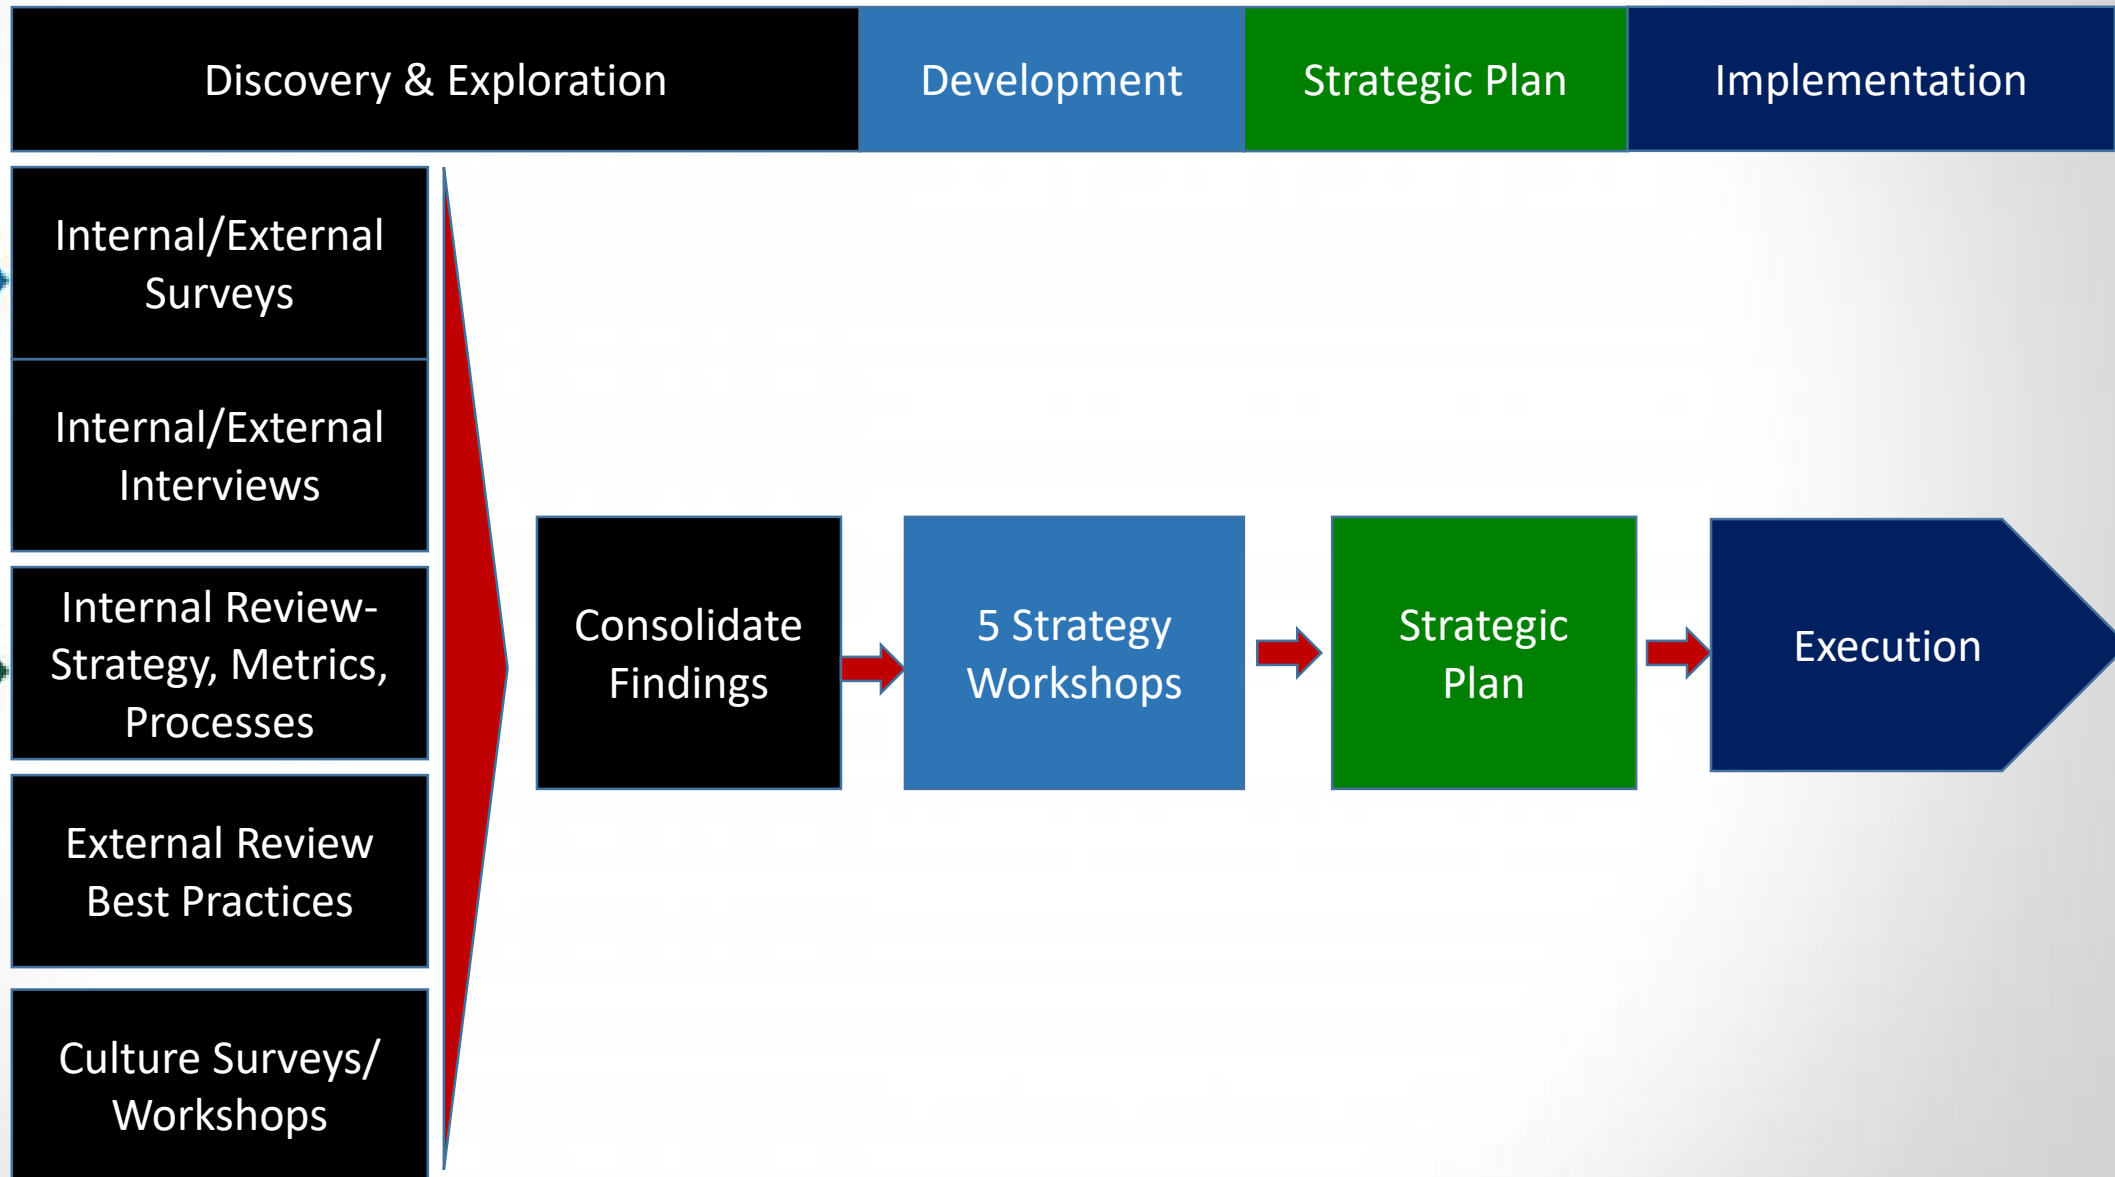 Discovery & Exploration
Development
Strategic Plan
Implementation
Internal/External
Surveys
Internal/External
Interviews
Internal Review-
Strategy, Metrics,
Processes
External Review
Best Practices
Culture Surveys/
Workshops
Consolidate
Findings
5 Strategy
Workshops
Strategic
Plan
Execution